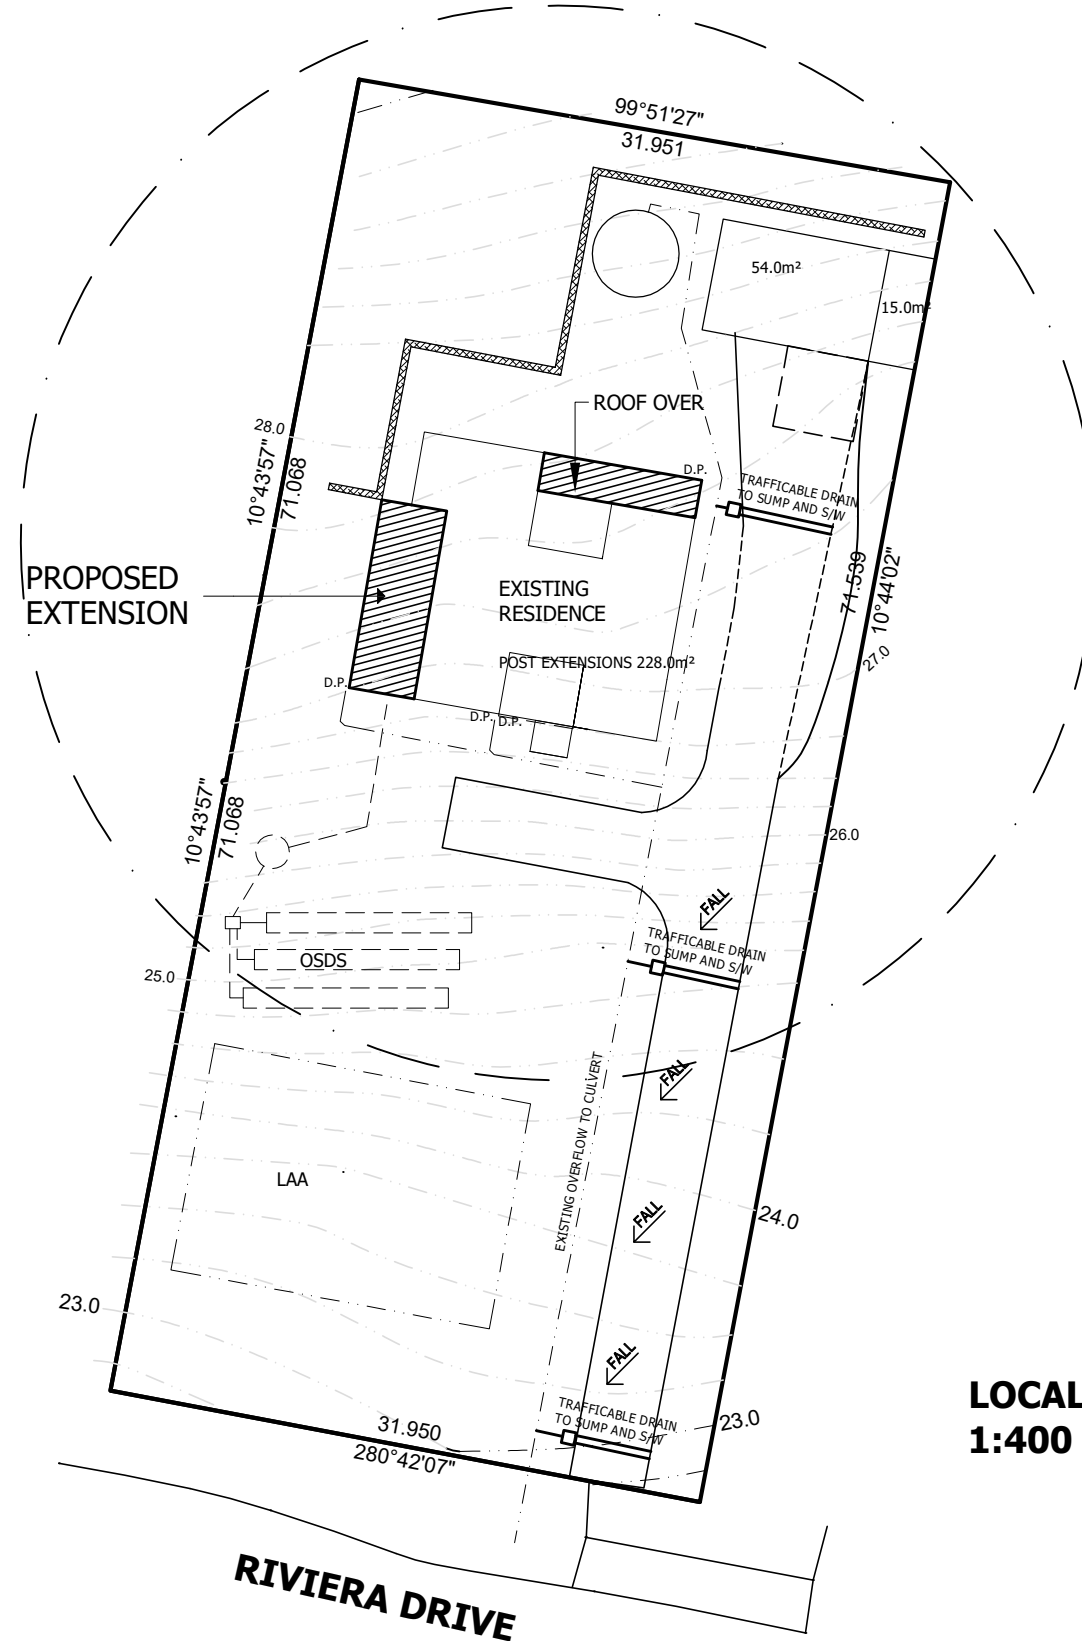 99°51'27"
31.951
54.0m²
15.0m²
ROOF OVER
28.0
10°43'57"
71.068
D.P.
TRAFFICABLE DRAIN
TO SUMP AND S/W
PROPOSED
EXTENSION
EXISTING
RESIDENCE
71.539
10°44'02"
POST EXTENSIONS 228.0m²
27.0
D.P.
D.P.
D.P.
10°43'57"
71.068
26.0
FALL
TRAFFICABLE DRAIN
TO SUMP AND S/W
OSDS
25.0
EXISTING OVERFLOW TO CULVERT
FALL
LAA
FALL
24.0
23.0
FALL
TRAFFICABLE DRAIN
TO SUMP AND S/W
23.0
31.950
280°42'07"
LOCAL
1:400
RIVIERA DRIVE